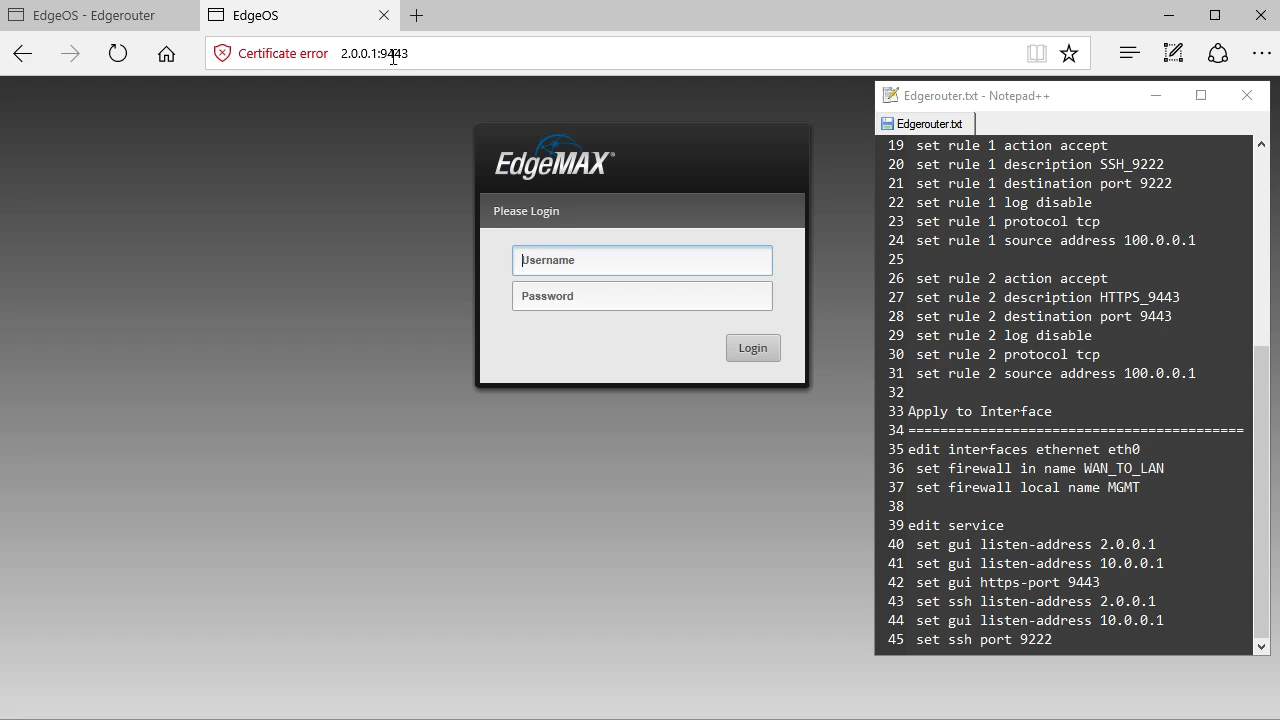 EdgeOS - Edgerouter
EdgeOS
Certificate error 2.0.0.1:9443
EdgeMAX®
Please Login
Username
Password
Login
Edgerouter.txt - Notepad++
Edgerouter.txt
19 set rule 1 action accept
20 set rule 1 description SSH_9222
21 set rule 1 destination port 9222
22 set rule 1 log disable
23 set rule 1 protocol tcp
24 set rule 1 source address 100.0.0.1
25
26 set rule 2 action accept
27 set rule 2 description HTTPS_9443
28 set rule 2 destination port 9443
29 set rule 2 log disable
30 set rule 2 protocol tcp
31 set rule 2 source address 100.0.0.1
32
33 Apply to Interface
34 ==========================================
35 edit interfaces ethernet eth0
36 set firewall in name WAN_TO_LAN
37 set firewall local name MGMT
38
39 edit service
40 set gui listen-address 2.0.0.1
41 set gui listen-address 10.0.0.1
42 set gui https-port 9443
43 set ssh listen-address 2.0.0.1
44 set gui listen-address 10.0.0.1
45 set ssh port 9222